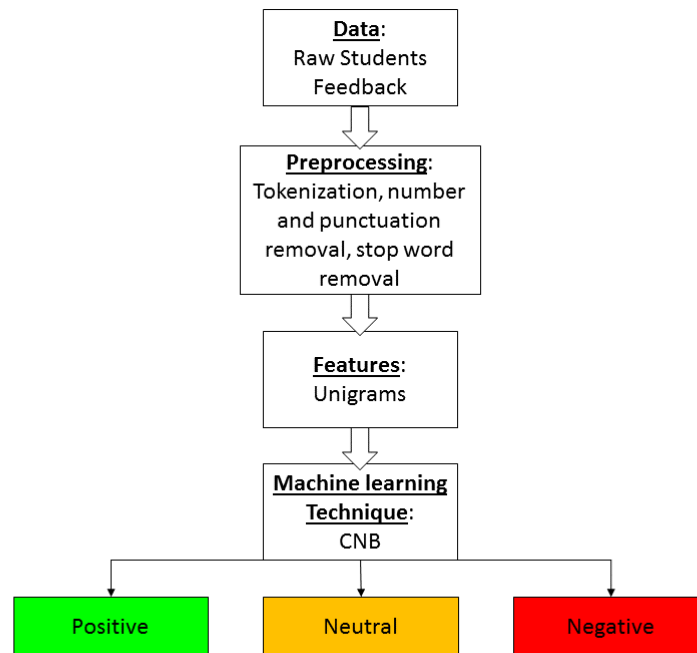 Data:
Raw Students
Feedback
Preprocessing:
Tokenization, number
and punctuation
removal, stop word
removal
Features:
Unigrams
Machine learning
Technique:
CNB
Positive
Neutral
Negative